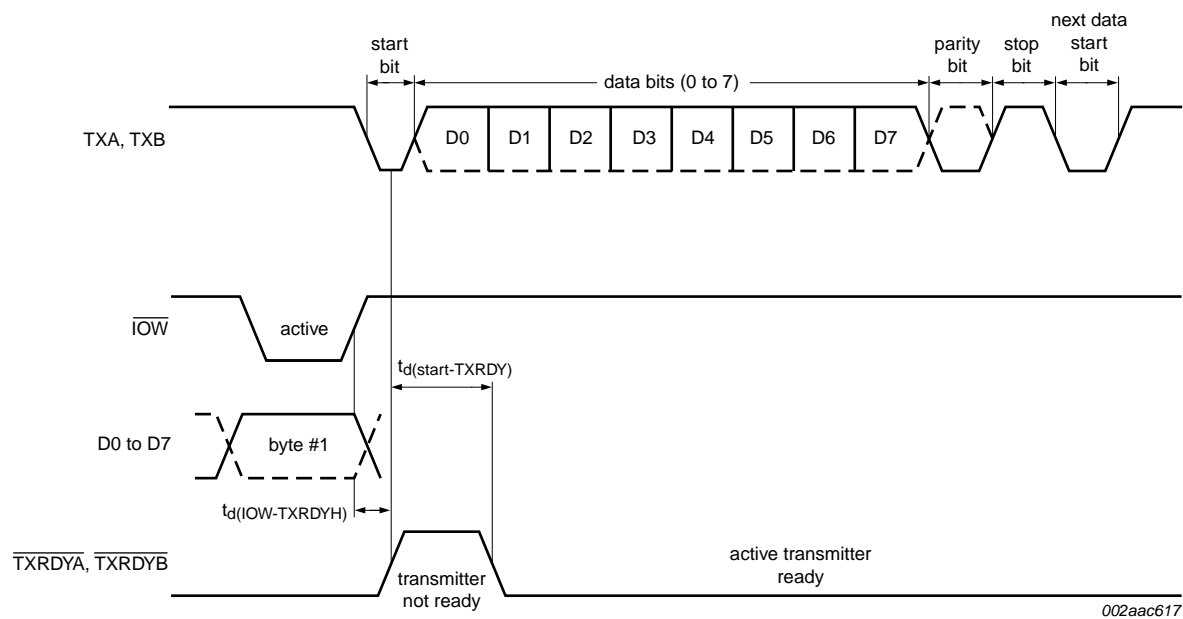 start
bit
data bits (0 to 7)
parity
bit
stop
bit
next data
start
bit
TXA, TXB
D0
D1
D2
D3
D4
D5
D6
D7
IOW
active
td(start-TXRDY)
D0 to D7
byte #1
td(IOW-TXRDYH)
TXRDYA, TXRDYB
transmitter
not ready
active transmitter
ready
002aac617